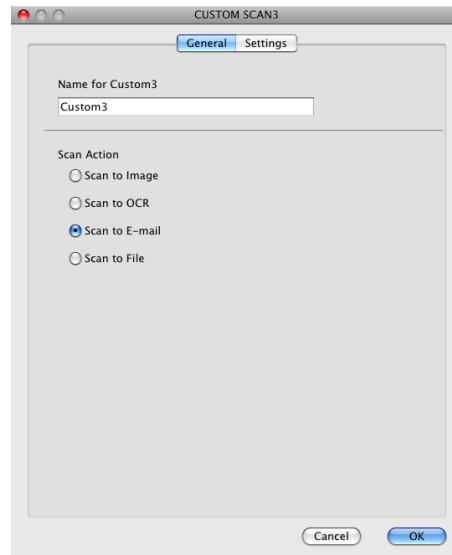 CUSTOM SCAN3
General Settings
Name for Custom3
Custom3
Scan Action
Scan to Image
Scan to OCR
Scan to E-mail
Scan to File
Cancel OK